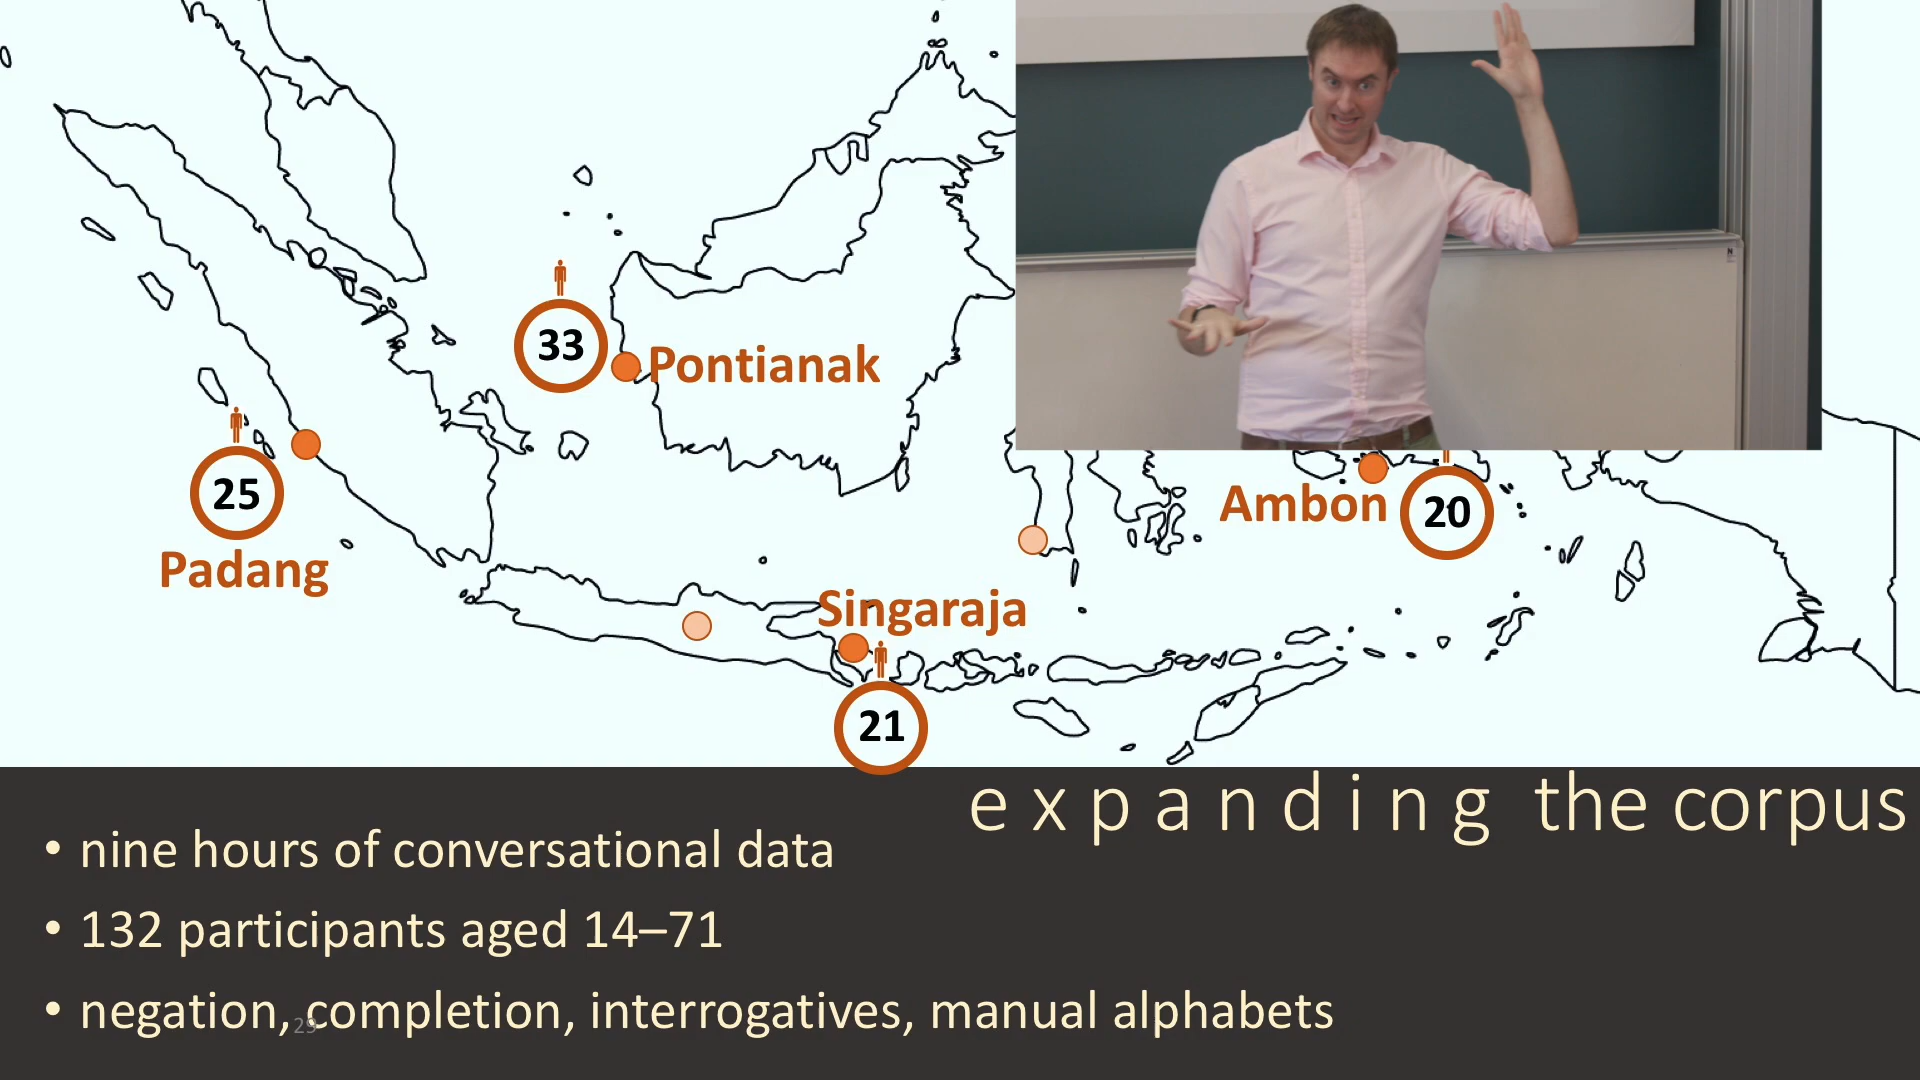 33
Pontianak
25
Padang
Ambon
20
Singaraja
21
e x p a n d i n g the corpus
• nine hours of conversational data
• 132 participants aged 14–71
• negation, completion, interrogatives, manual alphabets
29